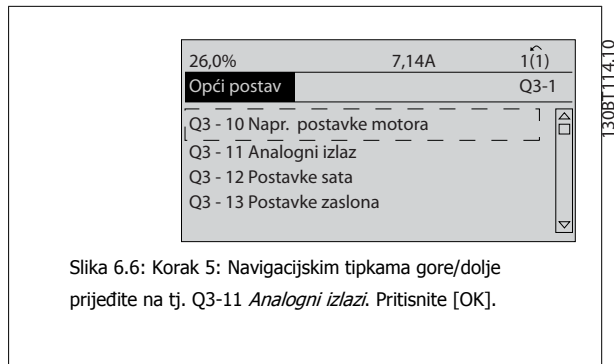 26,0% 7,14A 1(1)
Opći postav Q3-1
Q3 - 10 Napr. postavke motora
Q3 - 11 Analogni izlaz
Q3 - 12 Postavke sata
Q3 - 13 Postavke zaslona
130BT114.10
Slika 6.6: Korak 5: Navigacijskim tipkama gore/dolje
prijeđite na tj. Q3-11 Analogni izlazi. Pritisnite [OK].